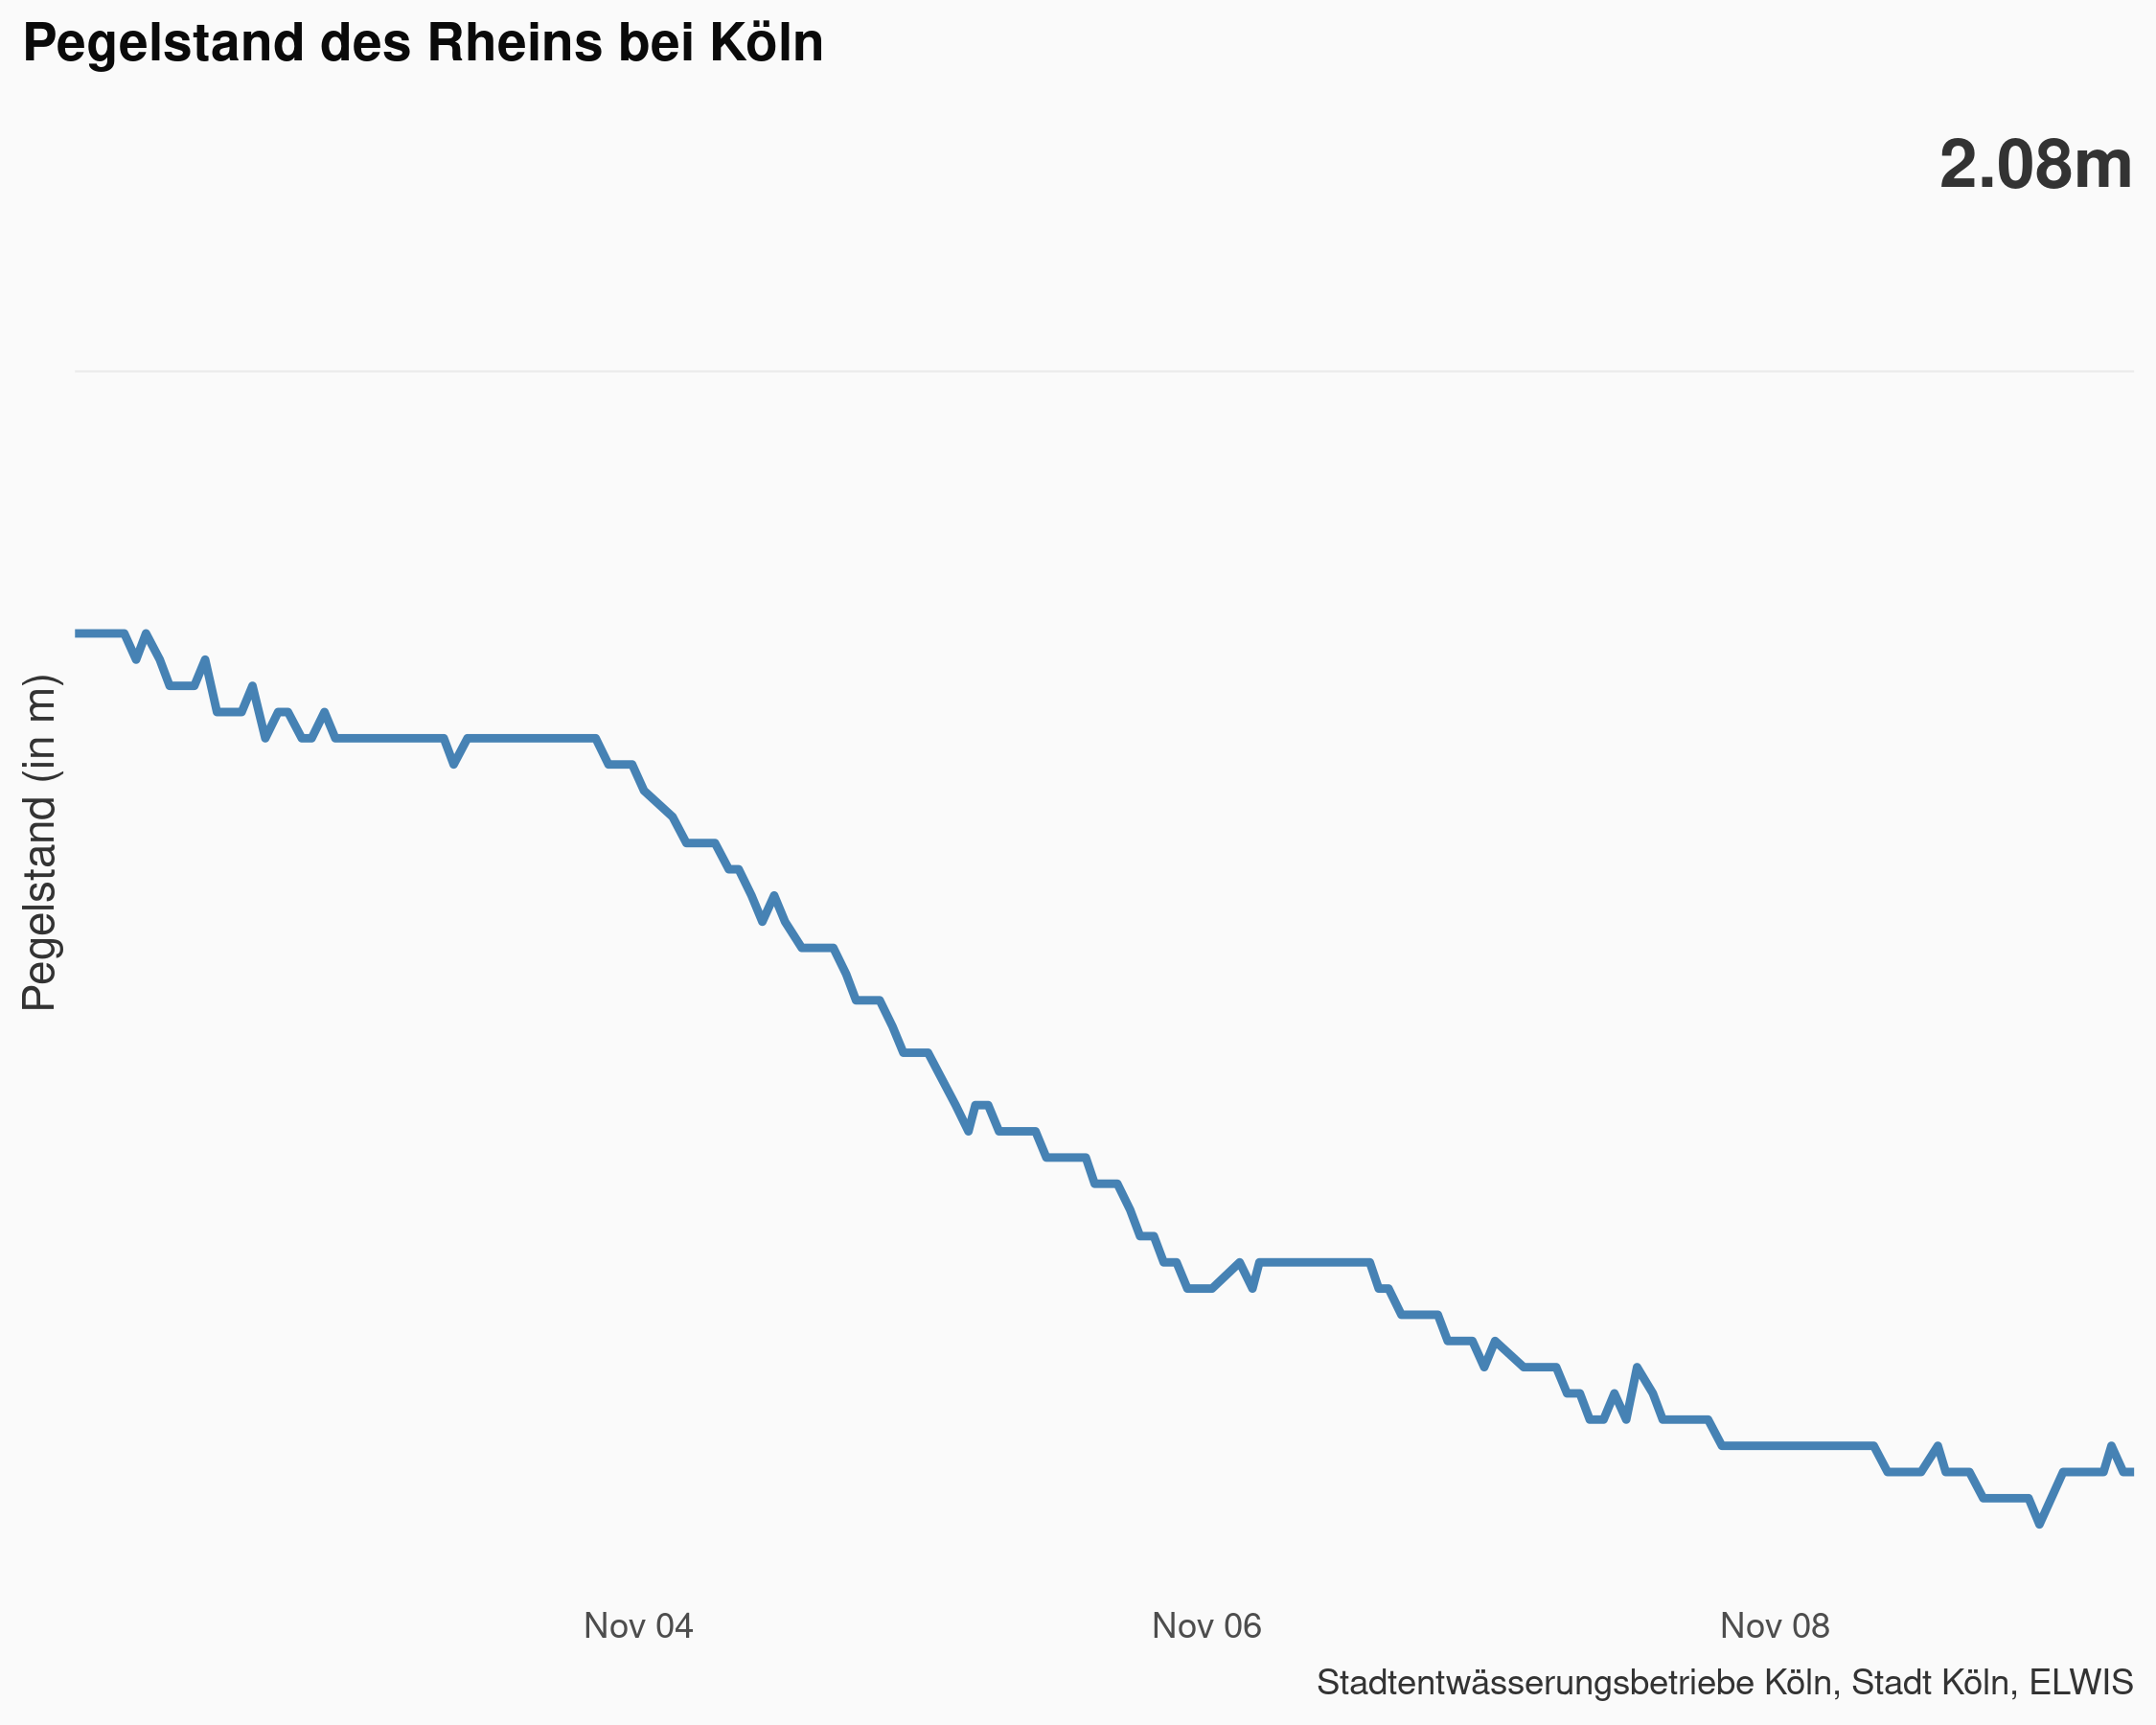 Pegelstand des Rheins bei Köln
2.08m
Pegelstand (in m)
Nov 04
Nov 06
Nov 08
Stadtentwässerungsbetriebe Köln, Stadt Köln, ELWIS